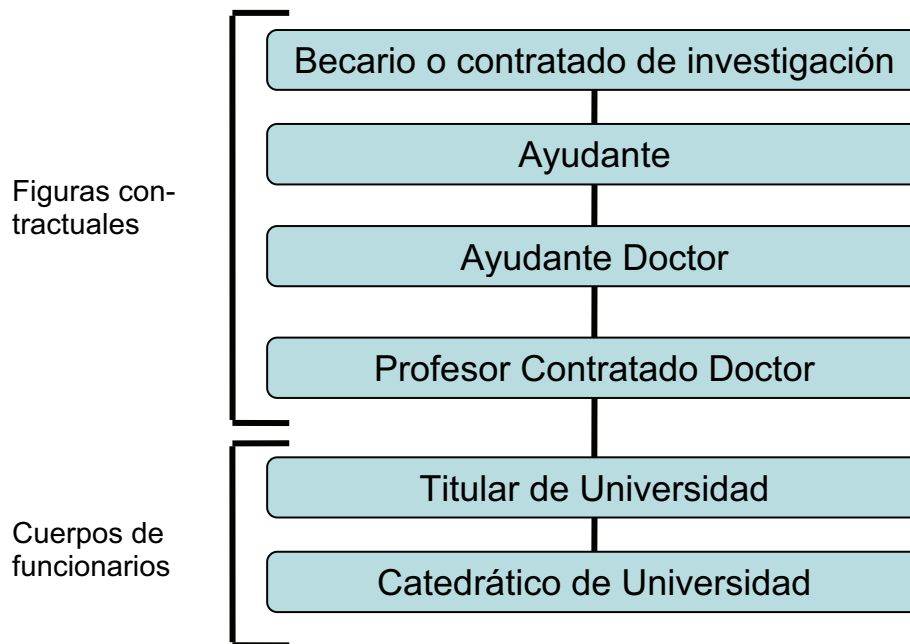 Becario o contratado de investigación
Ayudante
Figuras con-
tractuales
Ayudante Doctor
Profesor Contratado Doctor
Titular de Universidad
Cuerpos de
funcionarios
Catedrático de Universidad